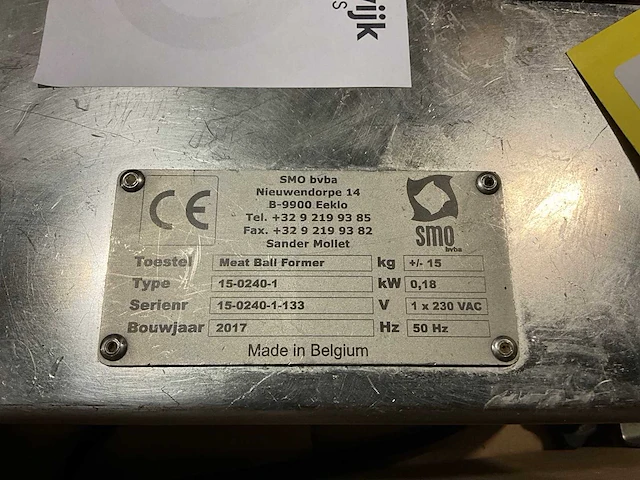 ijk
S
SMO bvba
Nieuwendorpe 14
B-9900 Eeklo
Tel. +32 9 219 93 85
Fax. +32 9 219 93 82
Sander Mollet
CE
smo
bvba
Toestel Meat Ball Former kg +/- 15
Type 15-0240-1 kW 0,18
Serienr 15-0240-1-133 V 1 x 230 VAC
Bouwjaar 2017 Hz 50 Hz
Made in Belgium